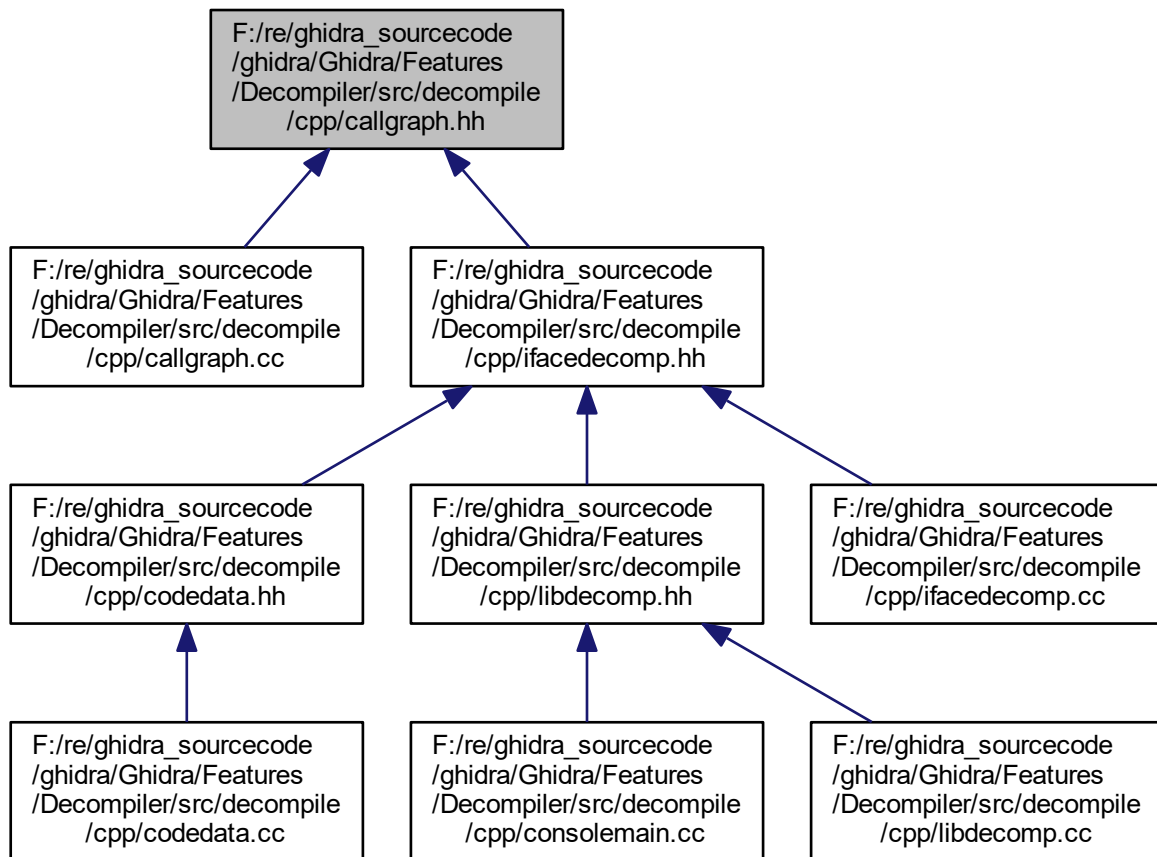 F:/re/ghidra_sourcecode
/ghidra/Ghidra/Features
/Decompiler/src/decompile
/cpp/callgraph.hh
F:/re/ghidra_sourcecode
/ghidra/Ghidra/Features
/Decompiler/src/decompile
/cpp/callgraph.cc
F:/re/ghidra_sourcecode
/ghidra/Ghidra/Features
/Decompiler/src/decompile
/cpp/ifacedecomp.hh
F:/re/ghidra_sourcecode
/ghidra/Ghidra/Features
/Decompiler/src/decompile
/cpp/codedata.hh
F:/re/ghidra_sourcecode
/ghidra/Ghidra/Features
/Decompiler/src/decompile
/cpp/libdecomp.hh
F:/re/ghidra_sourcecode
/ghidra/Ghidra/Features
/Decompiler/src/decompile
/cpp/ifacedecomp.cc
F:/re/ghidra_sourcecode
/ghidra/Ghidra/Features
/Decompiler/src/decompile
/cpp/codedata.cc
F:/re/ghidra_sourcecode
/ghidra/Ghidra/Features
/Decompiler/src/decompile
/cpp/consolemain.cc
F:/re/ghidra_sourcecode
/ghidra/Ghidra/Features
/Decompiler/src/decompile
/cpp/libdecomp.cc